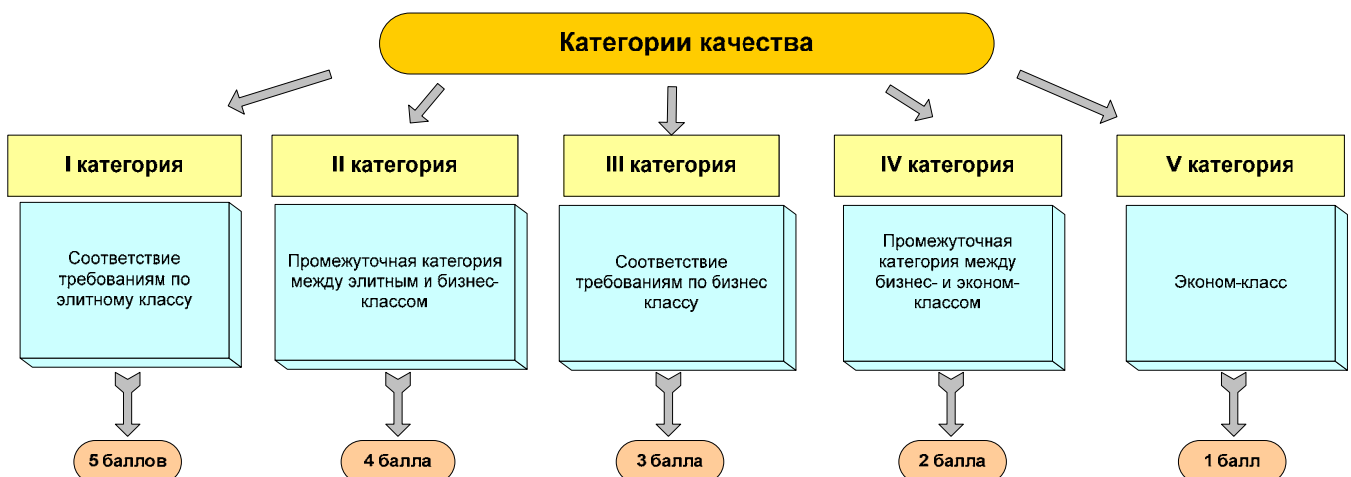 Категории качества
I категория
II категория
III категория
IV категория
V категория
Соответствие
требованиям по
элитному классу
Промежуточная категория
между элитным и бизнес-
классом
Соответствие
требованиям по бизнес
классу
Промежуточная
категория между
бизнес- и эконом-
классом
Эконом-класс
5 баллов
4 балла
3 балла
2 балла
1 балл